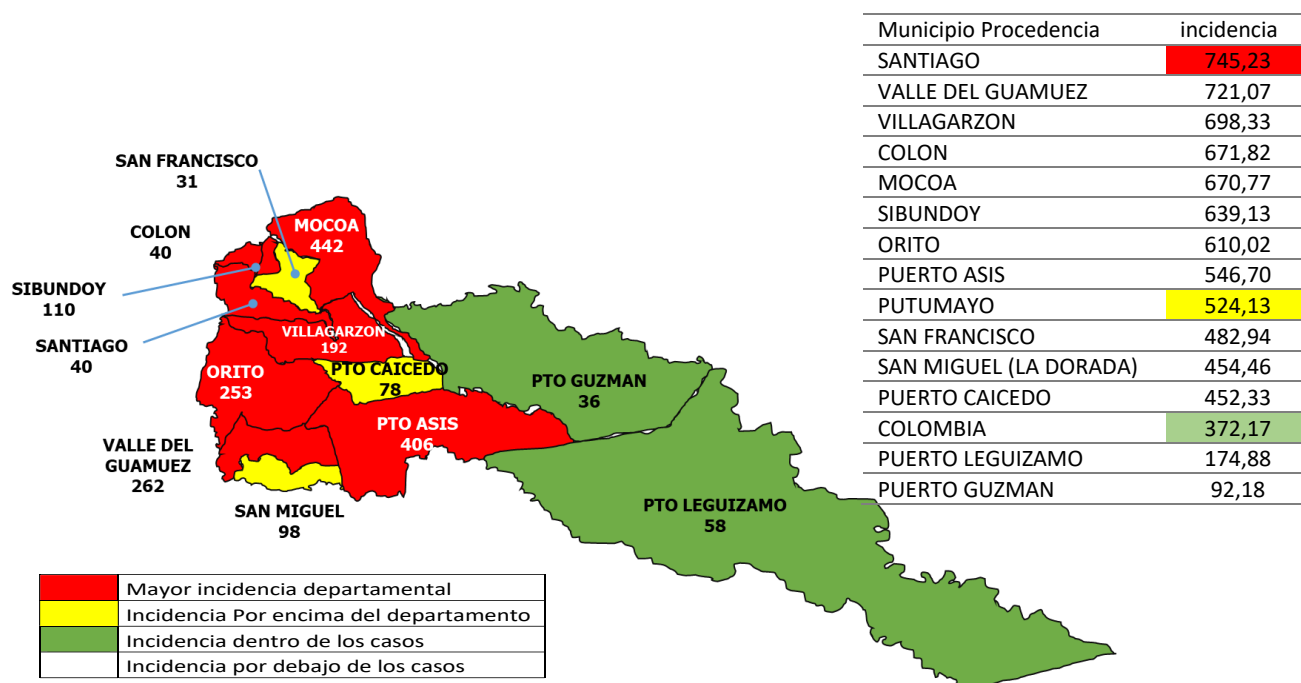 Municipio Procedencia incidencia
SANTIAGO 745,23
VALLE DEL GUAMUEZ 721,07
VILLAGARZON 698,33
COLON 671,82
MOCOA 670,77
SIBUNDOY 639,13
ORITO 610,02
PUERTO ASIS 546,70
PUTUMAYO 524,13
SAN FRANCISCO 482,94
SAN MIGUEL (LA DORADA) 454,46
PUERTO CAICEDO 452,33
COLOMBIA 372,17
PUERTO LEGUIZAMO 174,88
PUERTO GUZMAN 92,18
SAN FRANCISCO
31
MOCOA
442
COLON
40
SIBUNDOY
110
SANTIAGO
40
VILLAGARZON
192
ORITO
253
PTO CAICEDO
78
PTO GUZMAN
36
PTO ASIS
406
VALLE DEL
GUAMUEZ
262
SAN MIGUEL
98
PTO LEGUIZAMO
58
Mayor incidencia departamental
Incidencia Por encima del departamento
Incidencia dentro de los casos
Incidencia por debajo de los casos